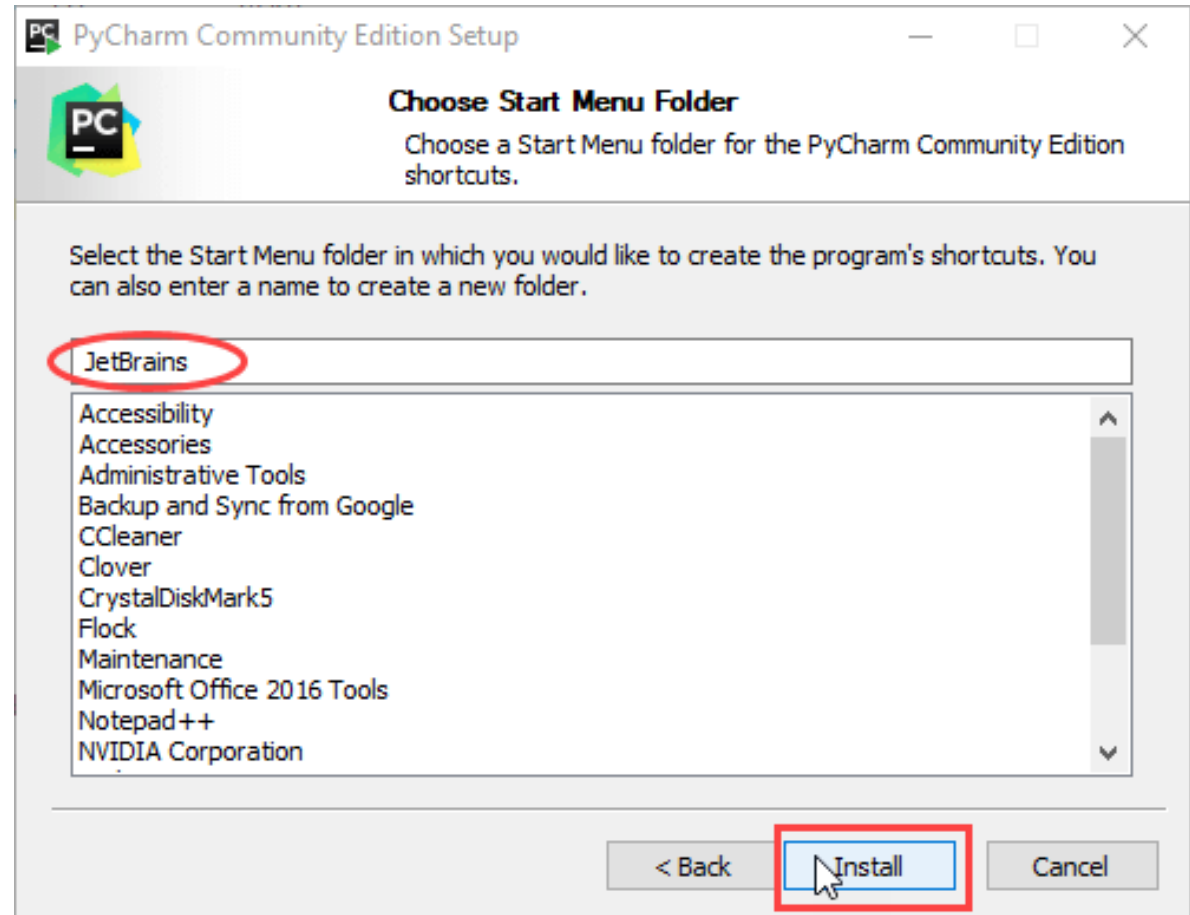 PC PyCharm Community Edition Setup
PC
Choose Start Menu Folder
Choose a Start Menu folder for the PyCharm Community Edition
shortcuts.
Select the Start Menu folder in which you would like to create the program's shortcuts. You
can also enter a name to create a new folder.
JetBrains
Accessibility
Accessories
Administrative Tools
Backup and Sync from Google
CCleaner
Clover
CrystalDiskMark5
Flock
Maintenance
Microsoft Office 2016 Tools
Notepad++
NVIDIA Corporation
< Back Install Cancel